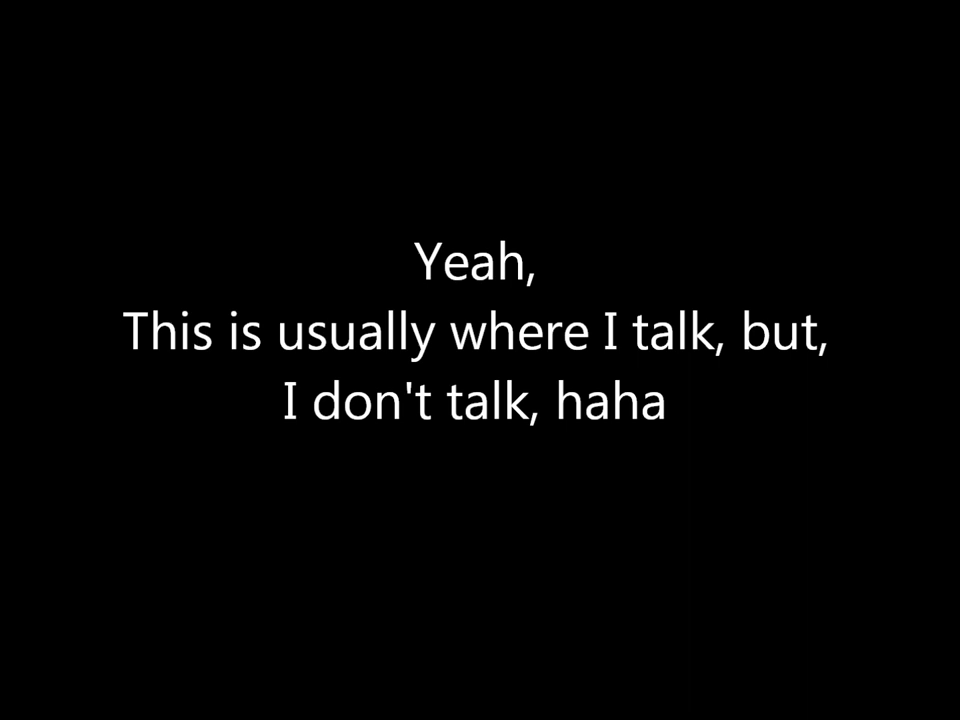 Yeah,
This is usually where I talk, but,
I don't talk, haha